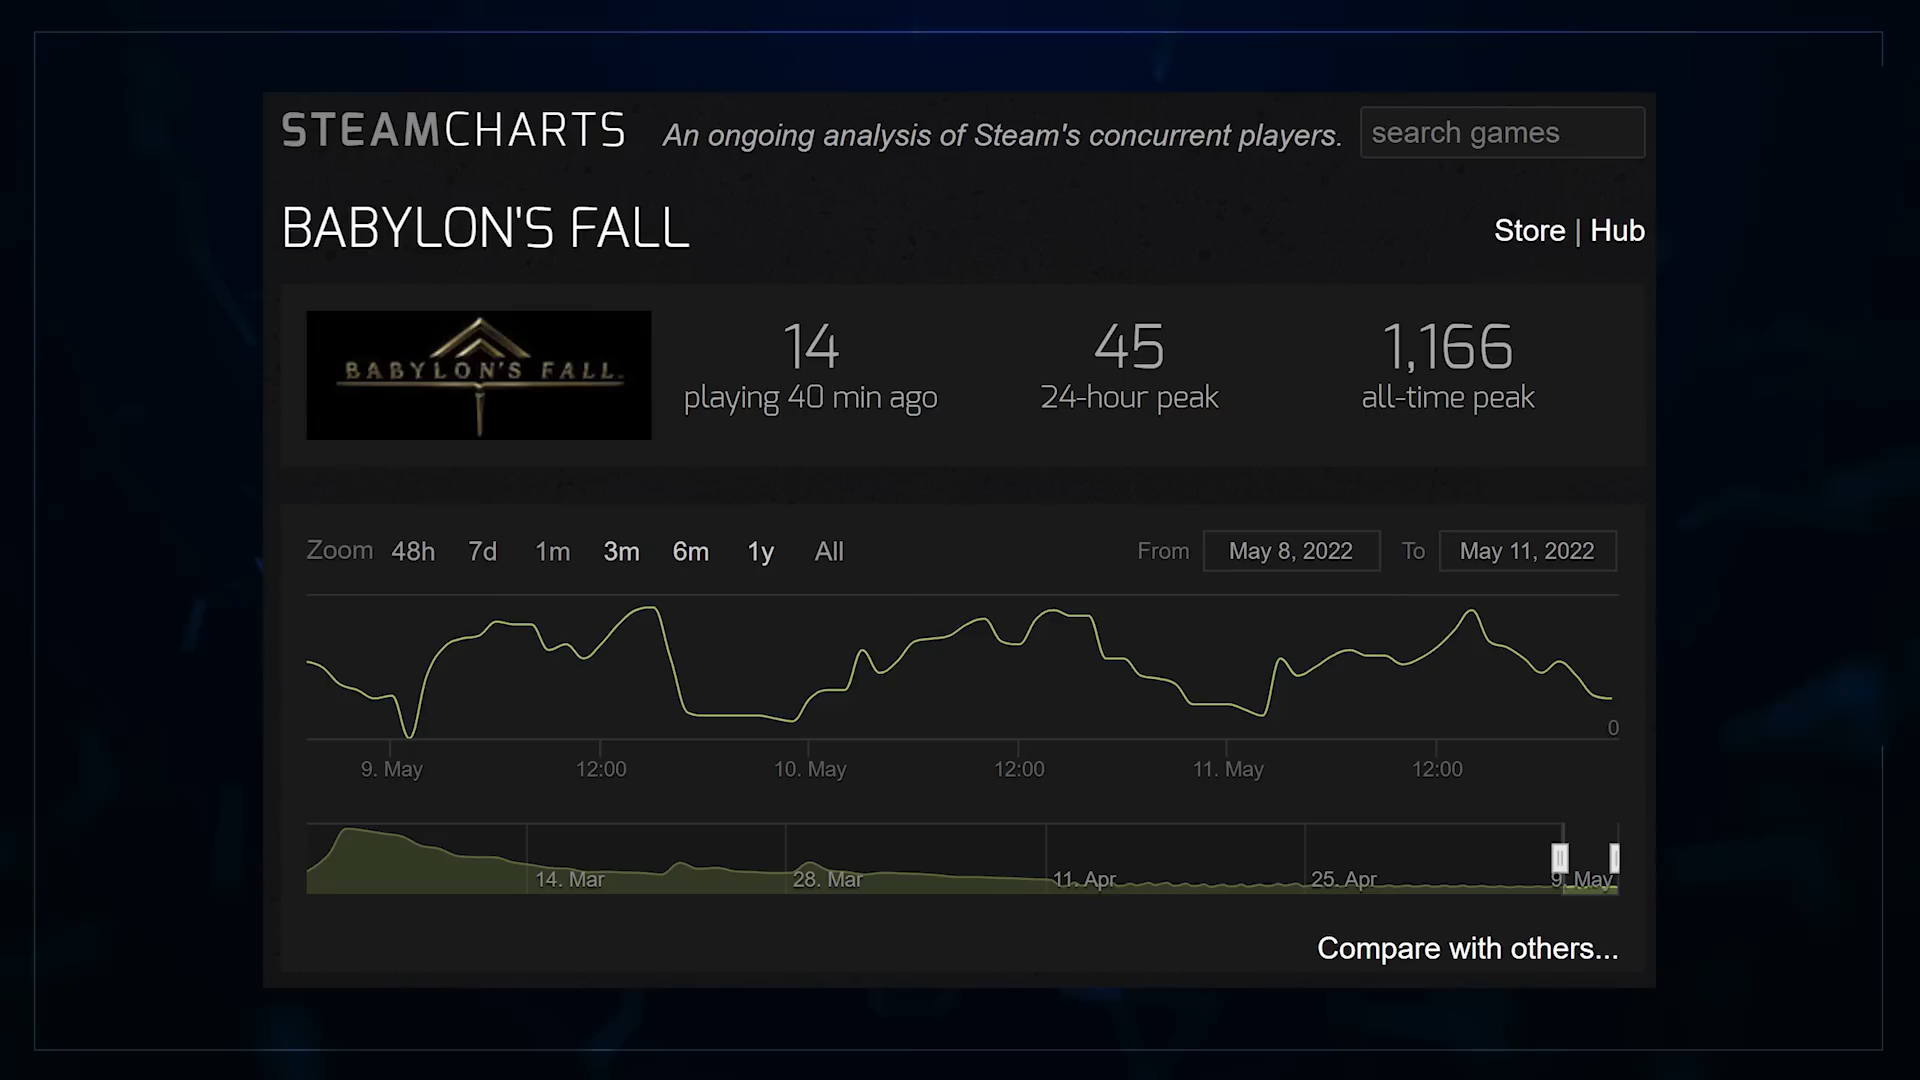 STEAMCHARTS An ongoing analysis of Steam's concurrent players. search games
BABYLON'S FALL
Store | Hub
BABYLON'S FALL
14
playing 40 min ago
45
24-hour peak
1,166
all-time peak
Zoom 48h 7d 1m 3m 6m 1y All From May 8, 2022 To May 11, 2022
0
9. May 12:00 10. May 12:00 11. May 12:00
14. Mar 28. Mar 11. Apr 25. Apr 9. May
Compare with others...